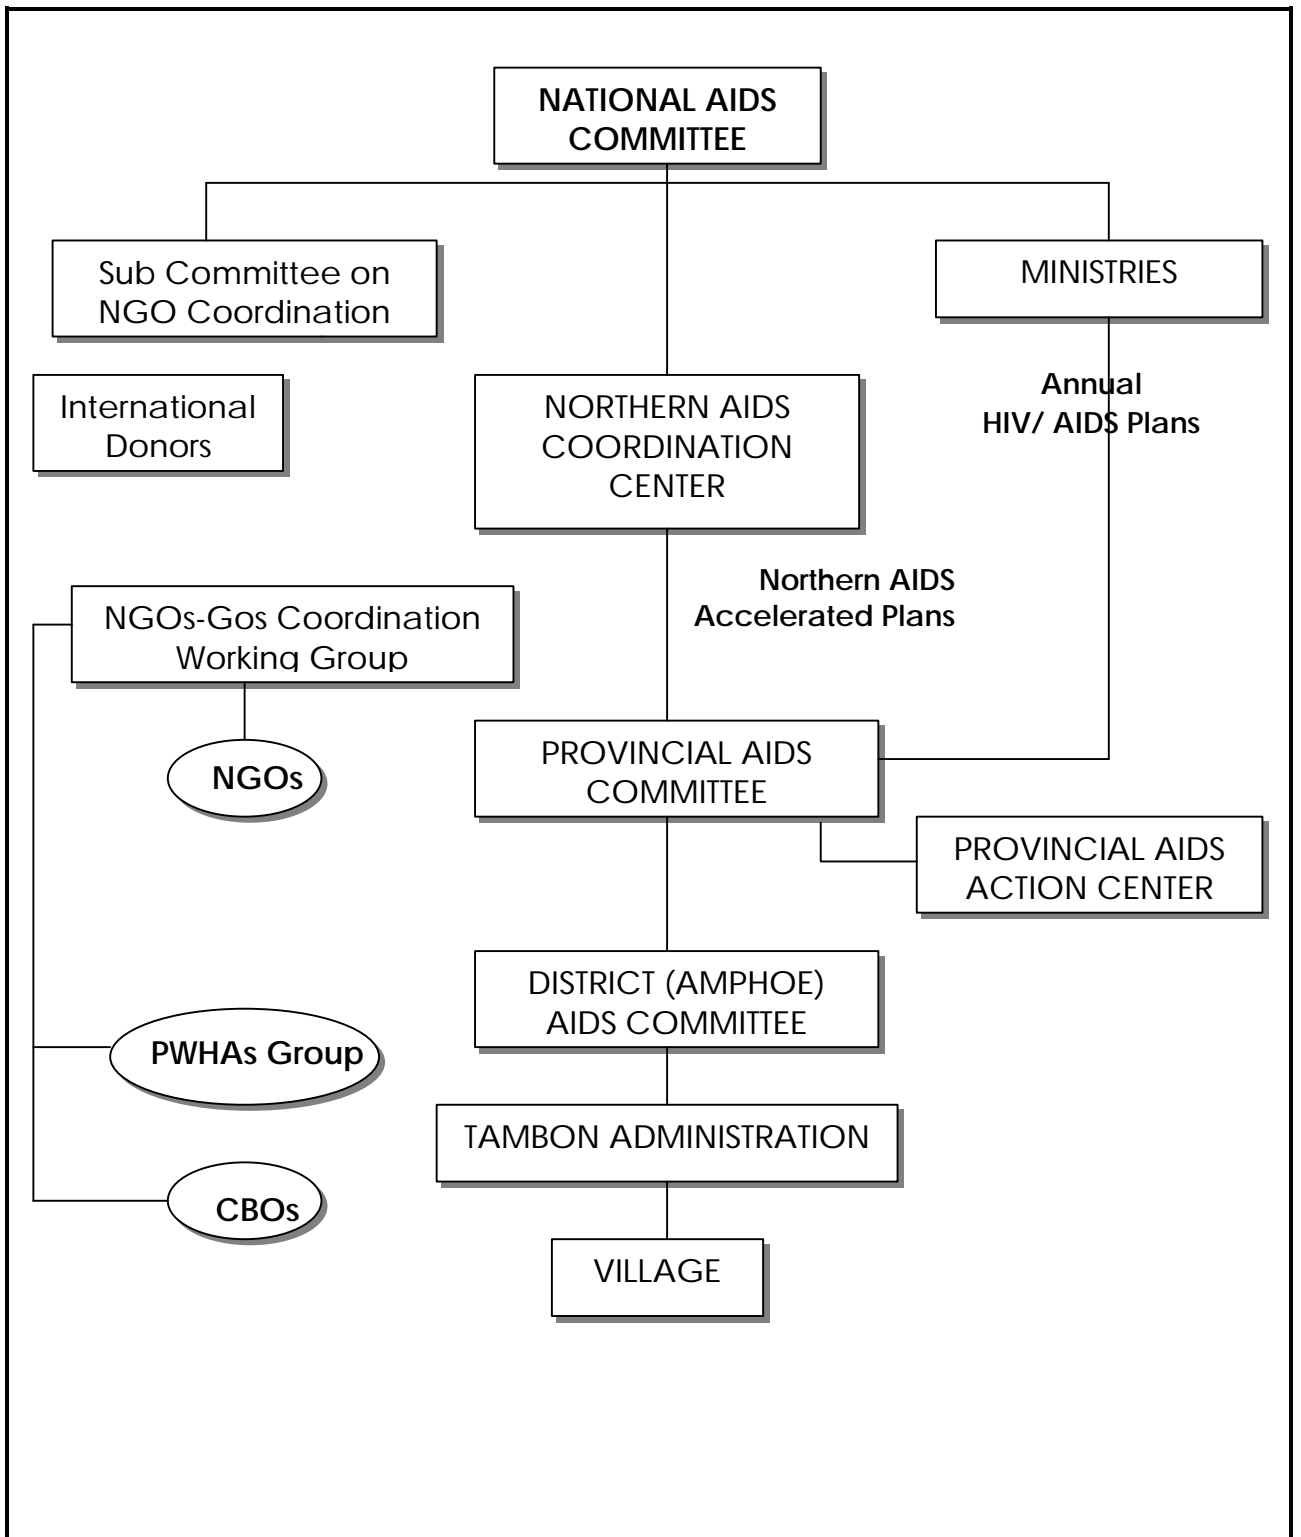 NATIONAL AIDS
COMMITTEE
Sub Committee on
NGO Coordination
MINISTRIES
International
Donors
NORTHERN AIDS
COORDINATION
CENTER
Annual
HIV/ AIDS Plans
Northern AIDS
Accelerated Plans
NGOs-Gos Coordination
Working Group
NGOs
PROVINCIAL AIDS
COMMITTEE
PROVINCIAL AIDS
ACTION CENTER
DISTRICT (AMPHOE)
AIDS COMMITTEE
PWHAs Group
TAMBON ADMINISTRATION
CBOs
VILLAGE